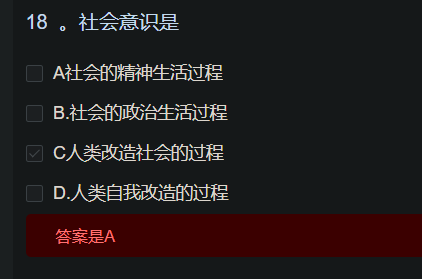 18 。社会意识是
A社会的精神生活过程
B.社会的政治生活过程
C人类改造社会的过程
D.人类自我改造的过程
答案是A